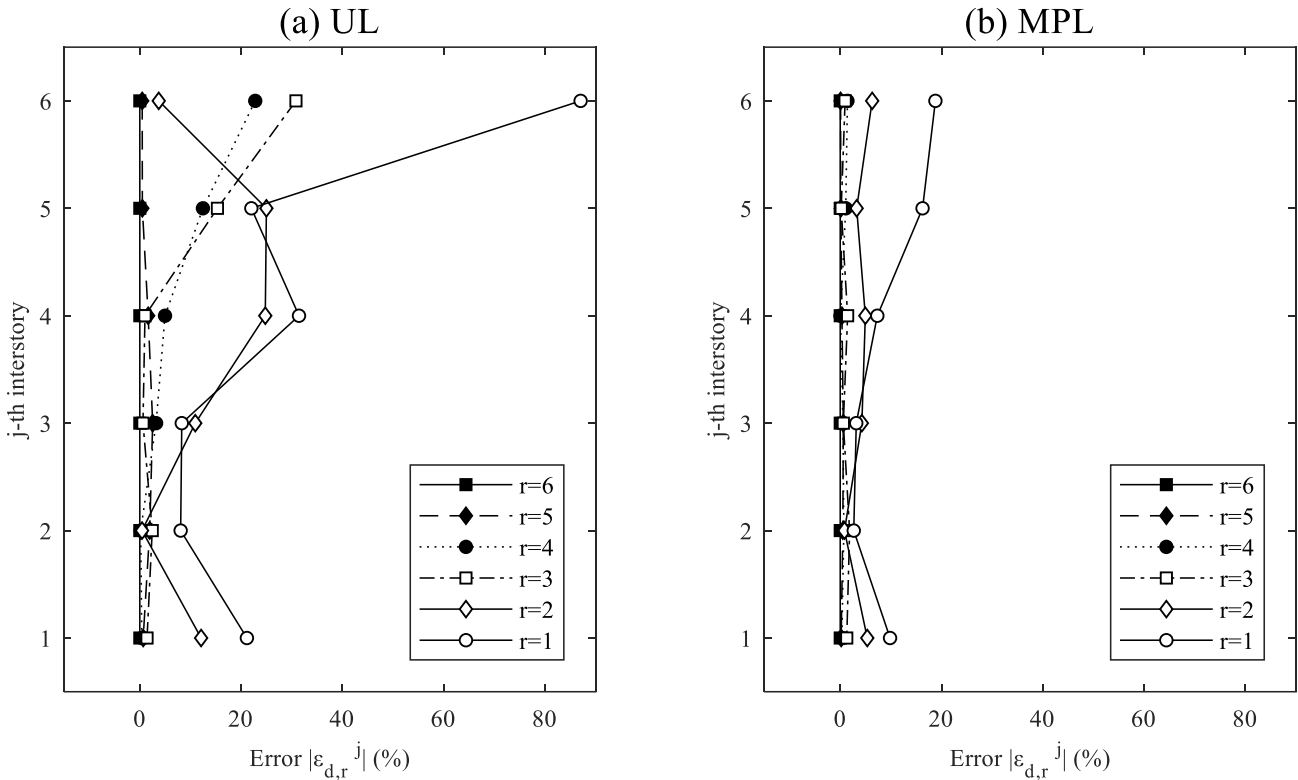 (a) UL
6
5
4
3
2
1
j-th interstory
r=6
r=5
r=4
r=3
r=2
r=1
0 20 40 60 80
Error |ε_{d,r}^{j}| (%)
(b) MPL
6
5
4
3
2
1
j-th interstory
r=6
r=5
r=4
r=3
r=2
r=1
0 20 40 60 80
Error |ε_{d,r}^{j}| (%)